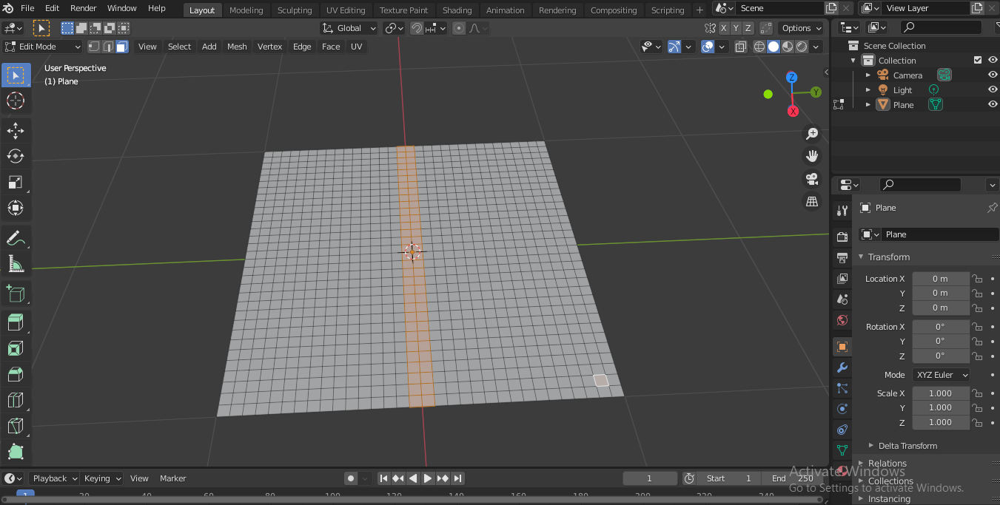 File Edit Render Window Help Layout Modeling Sculpting UV Editing Texture Paint Shading Animation Rendering Compositing Scripting + Scene View Layer
Global X Y Z Options
Edit Mode View Select Add Mesh Vertex Edge Face UV
User Perspective
(1) Plane
Z
Y
X
Scene Collection
Collection
Camera
Light
Plane
Plane
Plane
Transform
Location X 0 m
Y 0 m
Z 0 m
Rotation X 0°
Y 0°
Z 0°
Mode XYZ Euler
Scale X 1.000
Y 1.000
Z 1.000
Delta Transform
Relations
Collections
Instancing
Playback Keying View Marker 1 Start 1 End 250
1 20 40 60 80 100 120 140 160 180 200 220 240
Activate Windows
Go to Settings to activate Windows.